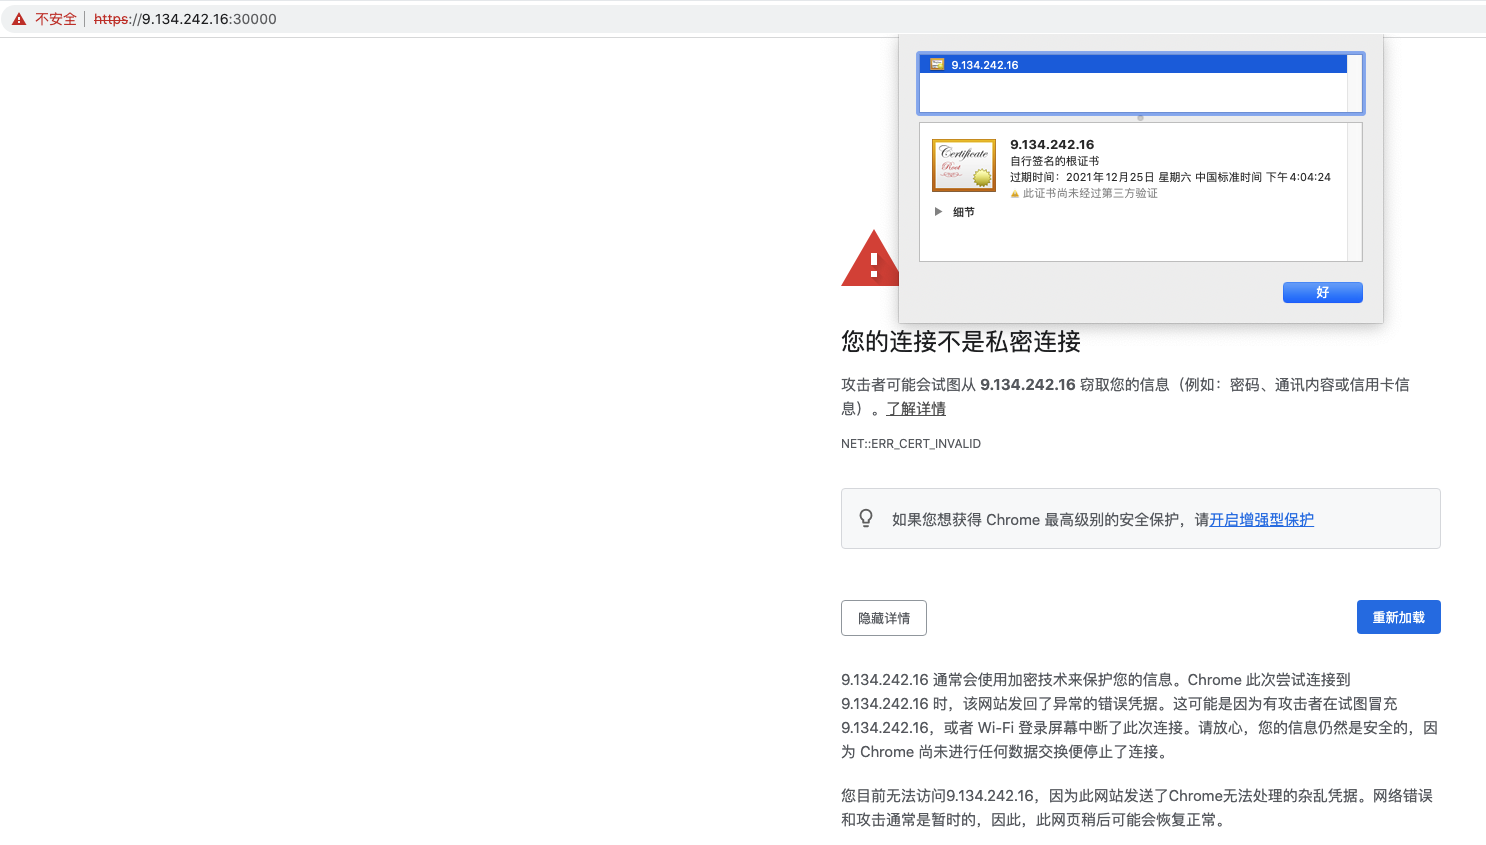 不安全 | https://9.134.242.16:30000
9.134.242.16
Certificate
Root
9.134.242.16
自行签名的根证书
过期时间：2021年12月25日 星期六 中国标准时间 下午4:04:24
此证书尚未经过第三方验证
细节
好
您的连接不是私密连接
攻击者可能会试图从 9.134.242.16 窃取您的信息（例如：密码、通讯内容或信用卡信
息）。了解详情
NET::ERR_CERT_INVALID
如果您想获得 Chrome 最高级别的安全保护，请开启增强型保护
隐藏详情
重新加载
9.134.242.16 通常会使用加密技术来保护您的信息。Chrome 此次尝试连接到
9.134.242.16 时，该网站发回了异常的错误凭据。这可能是因为有攻击者在试图冒充
9.134.242.16，或者 Wi-Fi 登录屏幕中断了此次连接。请放心，您的信息仍然是安全的，因
为 Chrome 尚未进行任何数据交换便停止了连接。
您目前无法访问9.134.242.16，因为此网站发送了Chrome无法处理的杂乱凭据。网络错误
和攻击通常是暂时的，因此，此网页稍后可能会恢复正常。